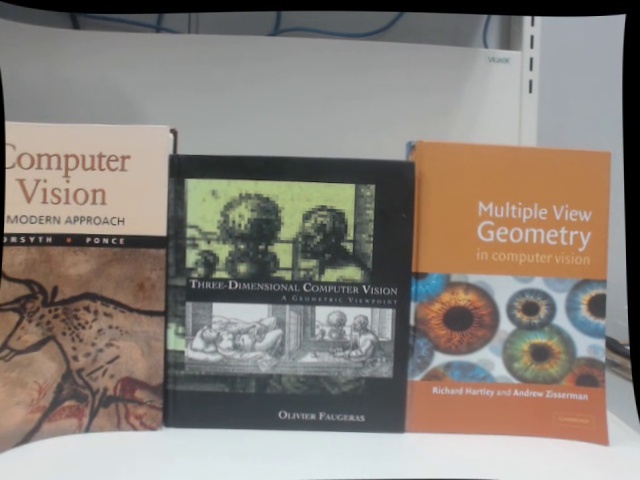 Computer
Vision
MODERN APPROACH
FORSYTH • PONCE
THREE-DIMENSIONAL COMPUTER VISION
A GEOMETRIC VIEWPOINT
OLIVIER FAUGERAS
Multiple View
Geometry
in computer vision
Richard Hartley and Andrew Zisserman